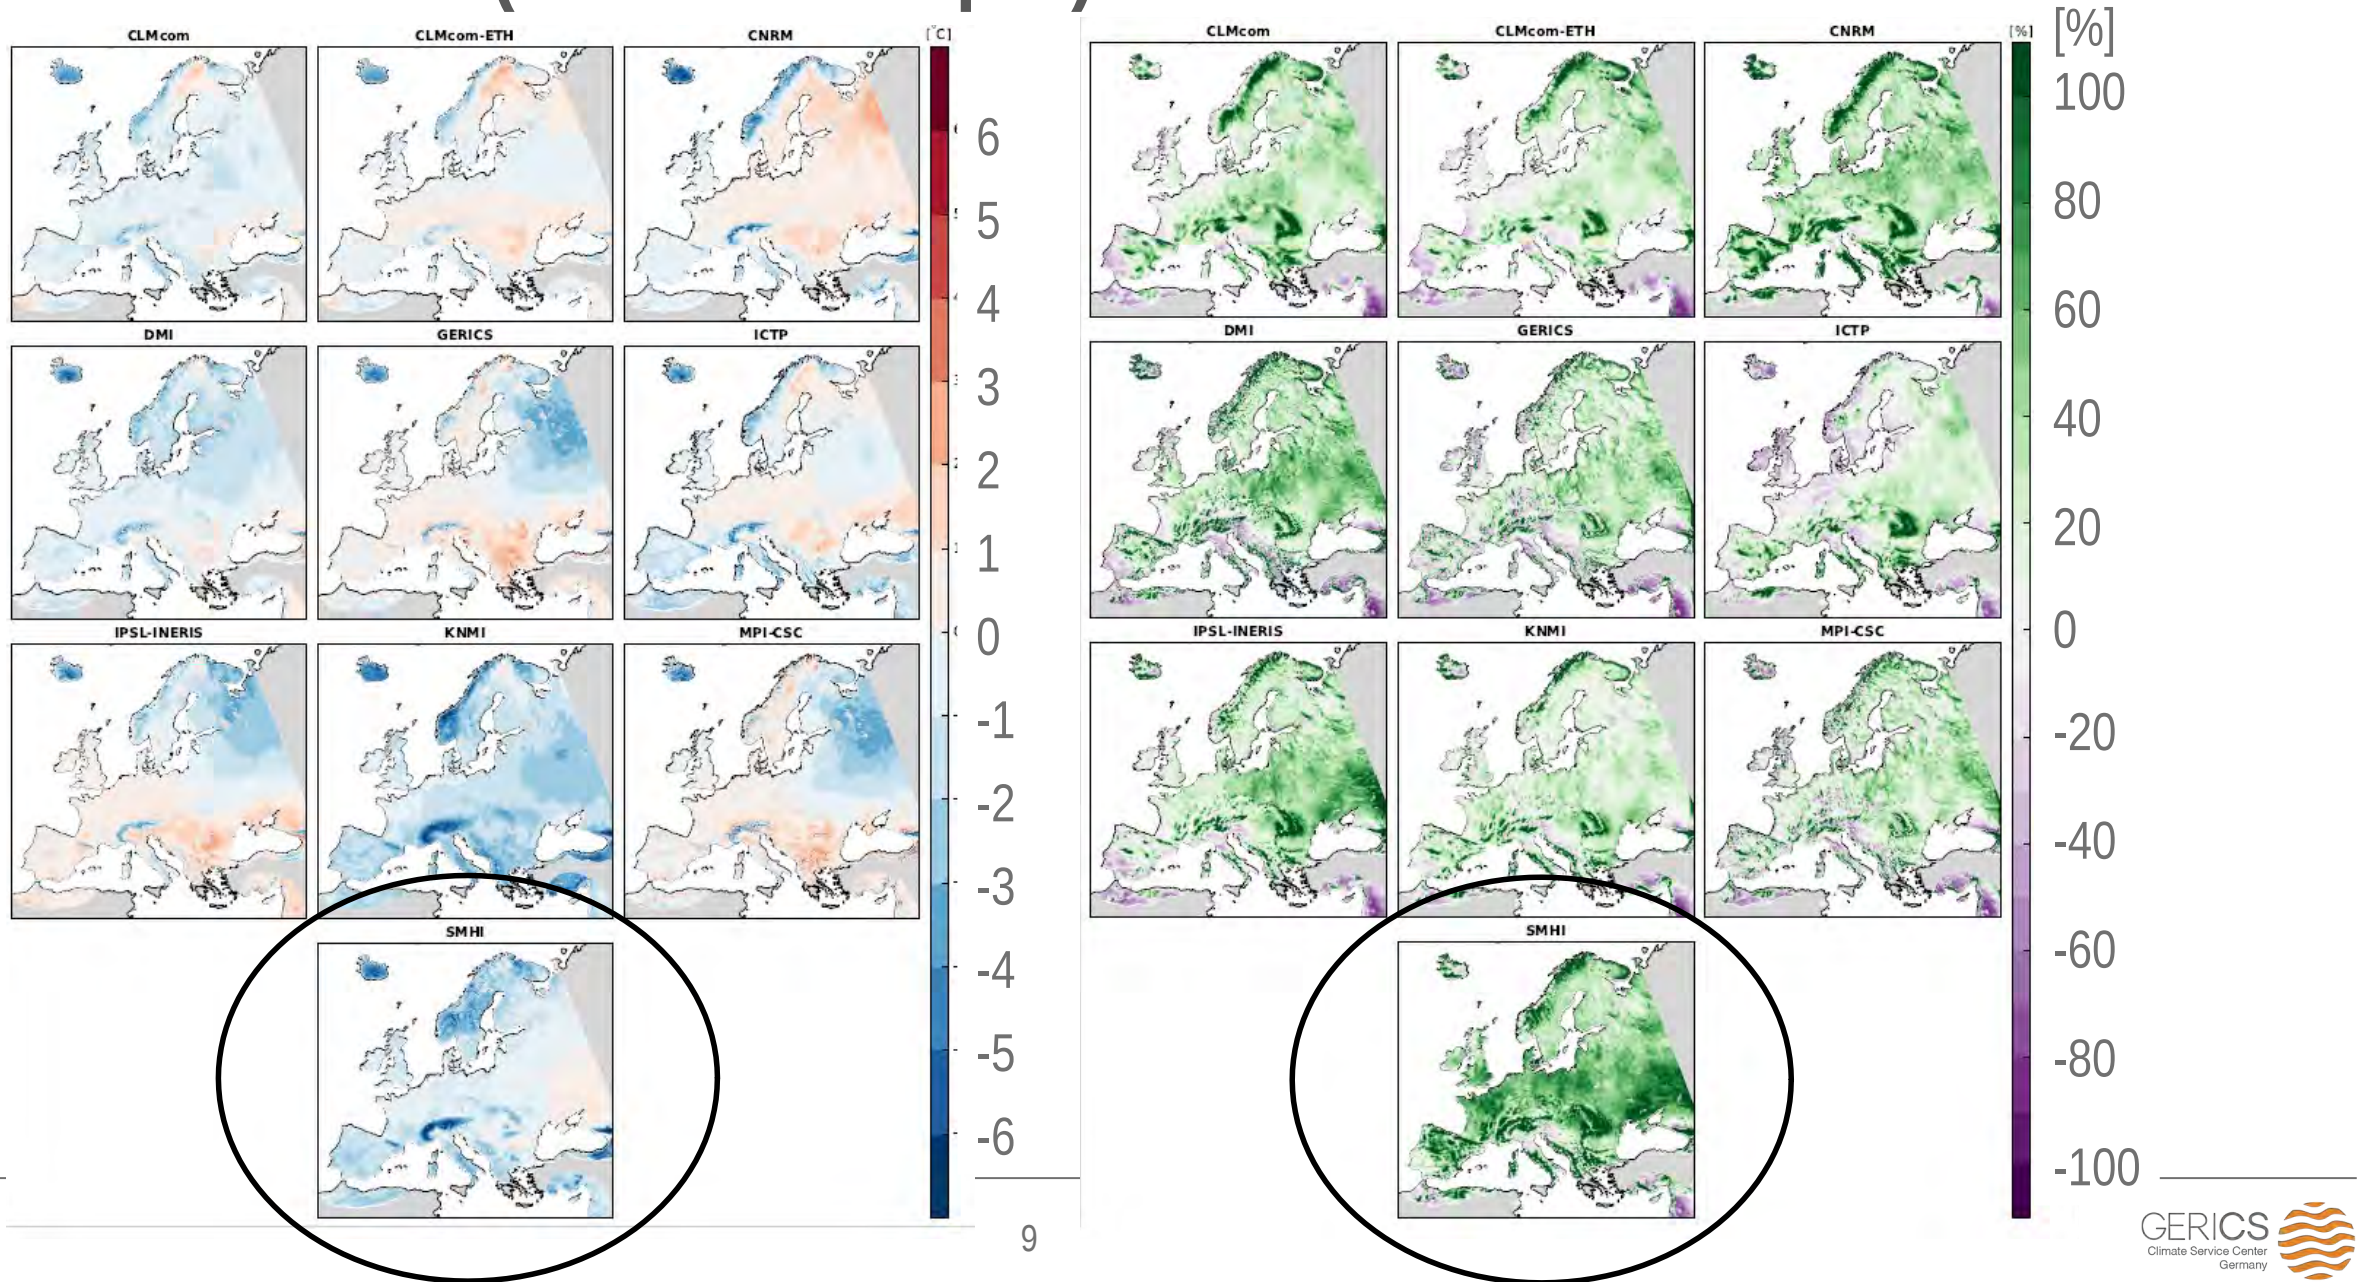 CLMcom
CLMcom-ETH
CNRM
[°C]
DMI
GERICS
ICTP
IPSL-INERIS
KNMI
MPI-CSC
SMHI
6
5
4
3
2
1
0
-1
-2
-3
-4
-5
-6
CLMcom
CLMcom-ETH
CNRM
[%]
DMI
GERICS
ICTP
IPSL-INERIS
KNMI
MPI-CSC
SMHI
[%]
100
80
60
40
20
0
-20
-40
-60
-80
-100
9
GERICS
Climate Service Center
Germany